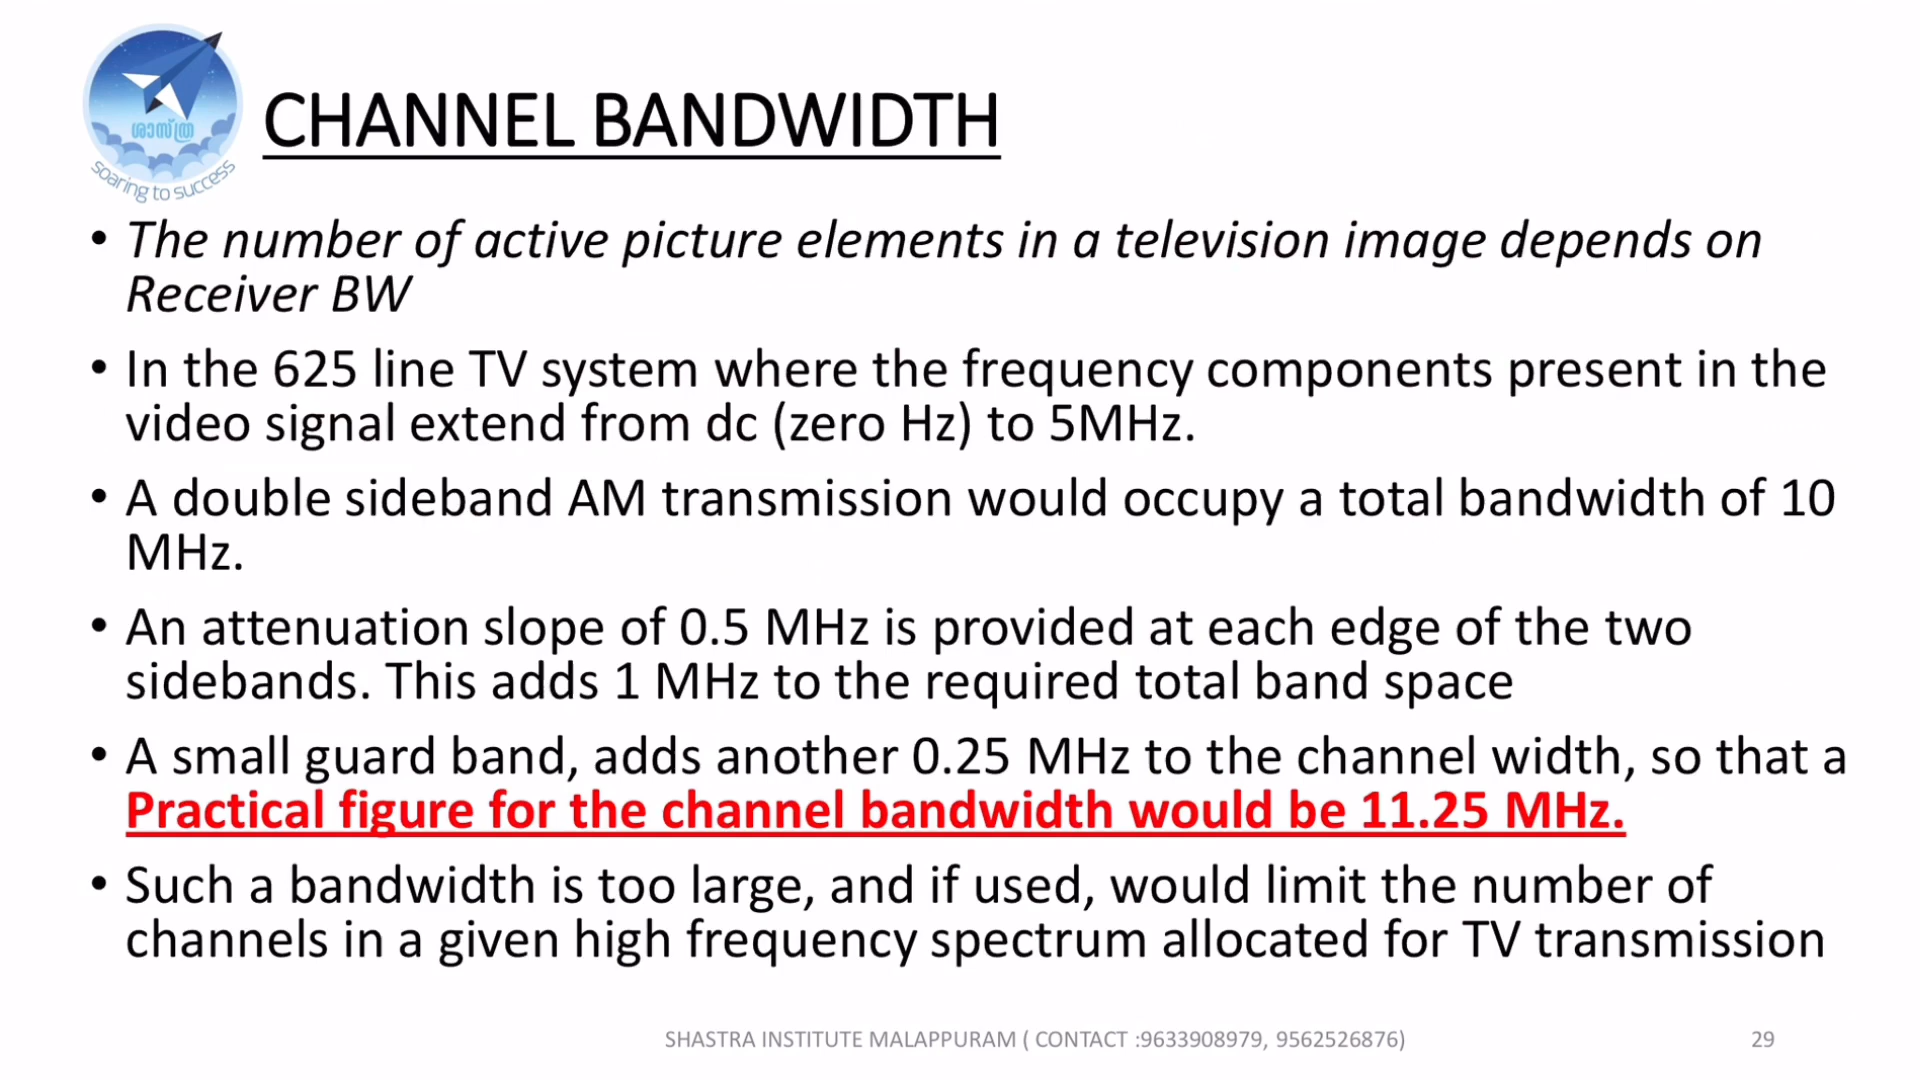 ശാസ്ത്ര
soaring to success
CHANNEL BANDWIDTH
• The number of active picture elements in a television image depends on
Receiver BW
• In the 625 line TV system where the frequency components present in the
video signal extend from dc (zero Hz) to 5MHz.
• A double sideband AM transmission would occupy a total bandwidth of 10
MHz.
• An attenuation slope of 0.5 MHz is provided at each edge of the two
sidebands. This adds 1 MHz to the required total band space
• A small guard band, adds another 0.25 MHz to the channel width, so that a
Practical figure for the channel bandwidth would be 11.25 MHz.
• Such a bandwidth is too large, and if used, would limit the number of
channels in a given high frequency spectrum allocated for TV transmission
SHASTRA INSTITUTE MALAPPURAM ( CONTACT :9633908979, 9562526876)
29